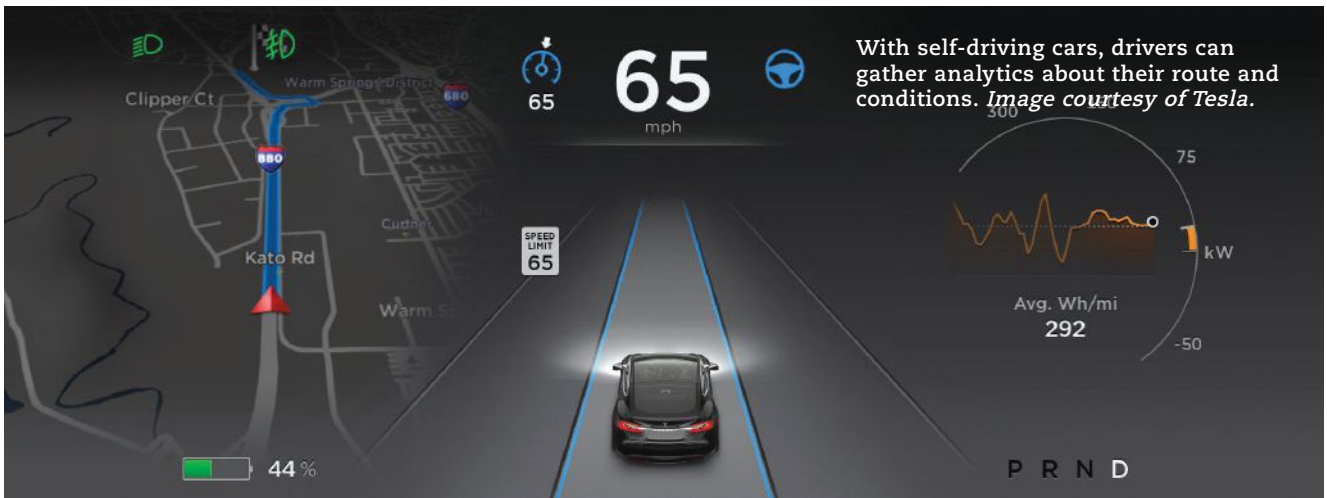 With self-driving cars, drivers can
gather analytics about their route and
conditions. Image courtesy of Tesla.
Clipper Ct
Warm Springs District
680
880
Curtner
Kato Rd
Warm
44 %
65
65
mph
SPEED
LIMIT
65
300
75
kW
-50
Avg. Wh/mi
292
P R N D